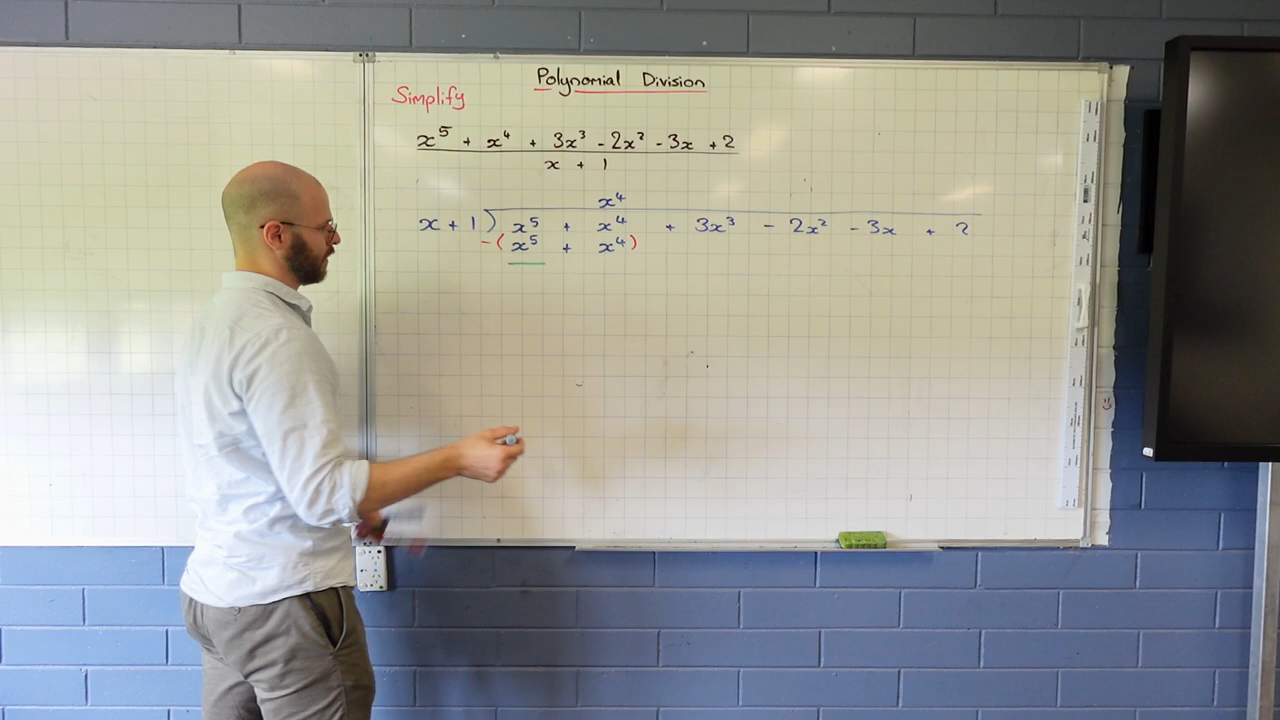 Polynomial Division
Simplify
x⁵ + x⁴ + 3x³ - 2x² - 3x + 2
x + 1
x⁴
x + 1 ) x⁵ + x⁴ + 3x³ - 2x² - 3x + 2
-( x⁵ + x⁴ )